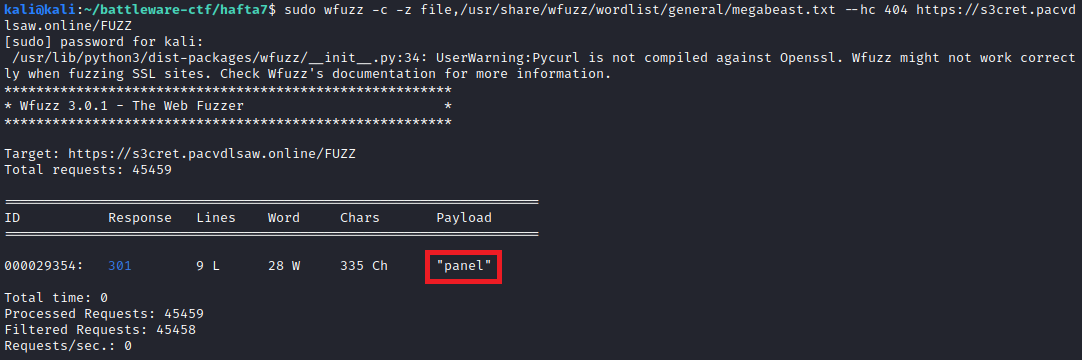 kali@kali:~/battleware-ctf/hafta7$ sudo wfuzz -c -z file,/usr/share/wfuzz/wordlist/general/megabeast.txt --hc 404 https://s3cret.pacvd
lsaw.online/FUZZ
[sudo] password for kali:
 /usr/lib/python3/dist-packages/wfuzz/__init__.py:34: UserWarning:Pycurl is not compiled against Openssl. Wfuzz might not work correct
ly when fuzzing SSL sites. Check Wfuzz's documentation for more information.
********************************************************
* Wfuzz 3.0.1 - The Web Fuzzer                         *
********************************************************
Target: https://s3cret.pacvdlsaw.online/FUZZ
Total requests: 45459
===================================================================
ID           Response   Lines    Word     Chars       Payload
===================================================================
000029354:   301        9 L      28 W     335 Ch      "panel"
Total time: 0
Processed Requests: 45459
Filtered Requests: 45458
Requests/sec.: 0